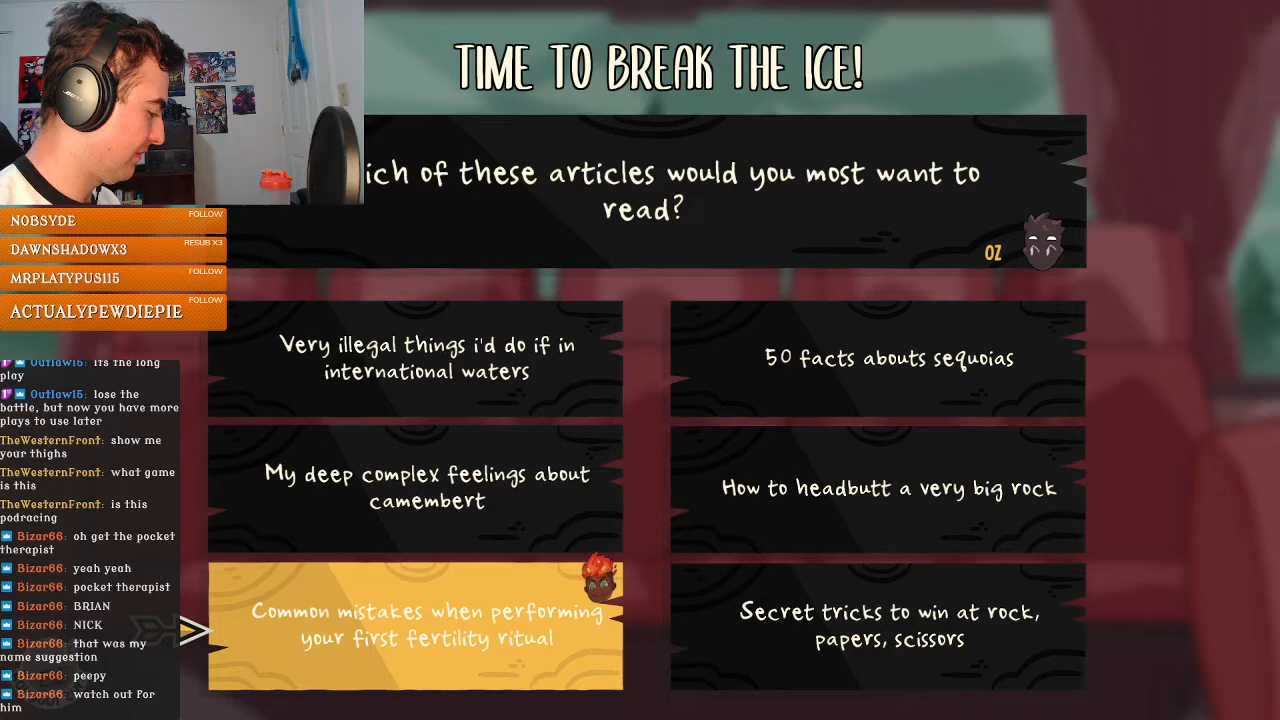 TIME TO BREAK THE ICE!
ich of these articles would you most want to
read?
OZ
NOBSYDE
FOLLOW
DAWNSHADOWX3
RESUB X3
MRPLATYPUS115
FOLLOW
ACTUALYPEWDIEPIE
FOLLOW
Very illegal things i'd do if in
international waters
50 facts abouts sequoias
My deep complex feelings about
camembert
How to headbutt a very big rock
Common mistakes when performing
your first fertility ritual
Secret tricks to win at rock,
papers, scissors
Outlaw15: its the long
play
Outlaw15: lose the
battle, but now you have more
plays to use later
TheWesternFront: show me
your thighs
TheWesternFront: what game
is this
TheWesternFront: is this
podracing
Bizar66: oh get the pocket
therapist
Bizar66: yeah yeah
Bizar66: pocket therapist
Bizar66: BRIAN
Bizar66: NICK
Bizar66: that was my
name suggestion
Bizar66: peepy
Bizar66: watch out for
him